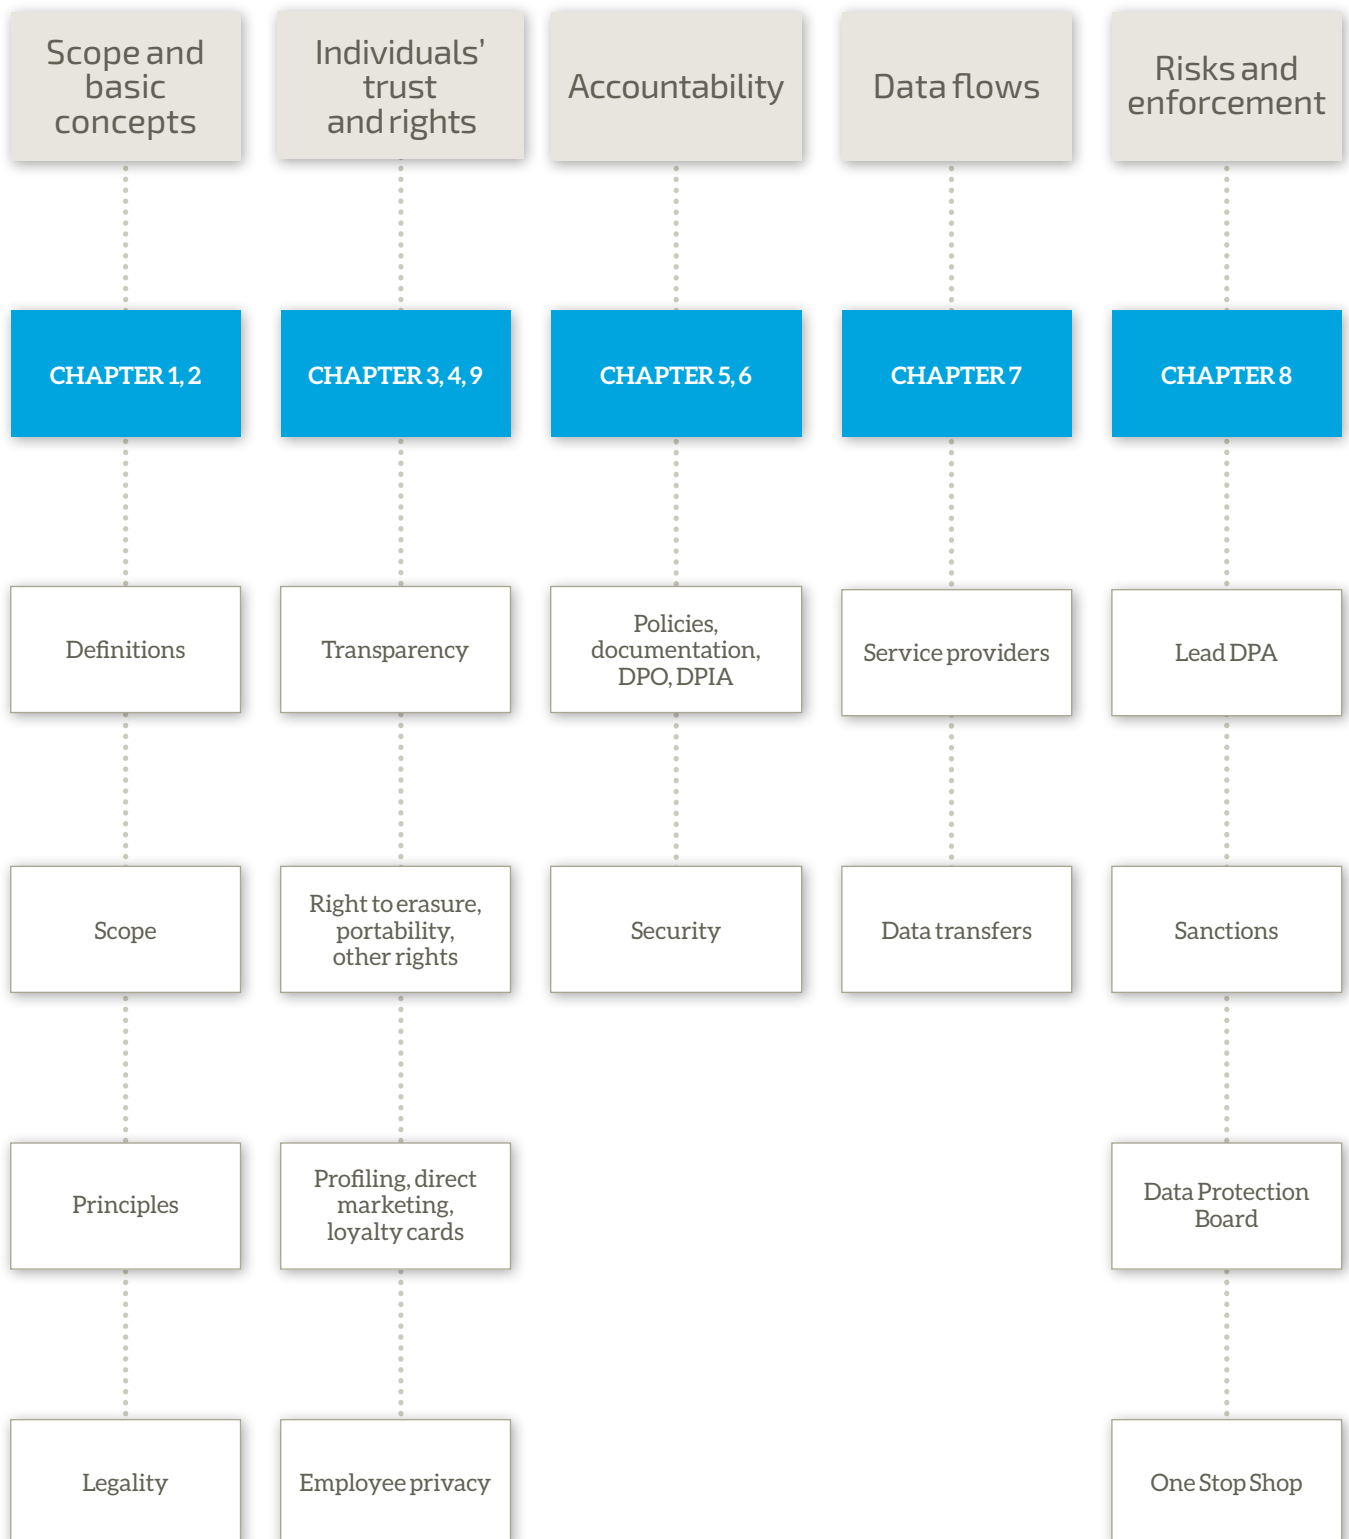 Scope and
basic
concepts
Individuals’
trust
and rights
Accountability
Data flows
Risks and
enforcement
CHAPTER 1, 2
CHAPTER 3, 4, 9
CHAPTER 5, 6
CHAPTER 7
CHAPTER 8
Definitions
Transparency
Policies,
documentation,
DPO, DPIA
Service providers
Lead DPA
Scope
Right to erasure,
portability,
other rights
Security
Data transfers
Sanctions
Principles
Profiling, direct
marketing,
loyalty cards
Data Protection
Board
Legality
Employee privacy
One Stop Shop